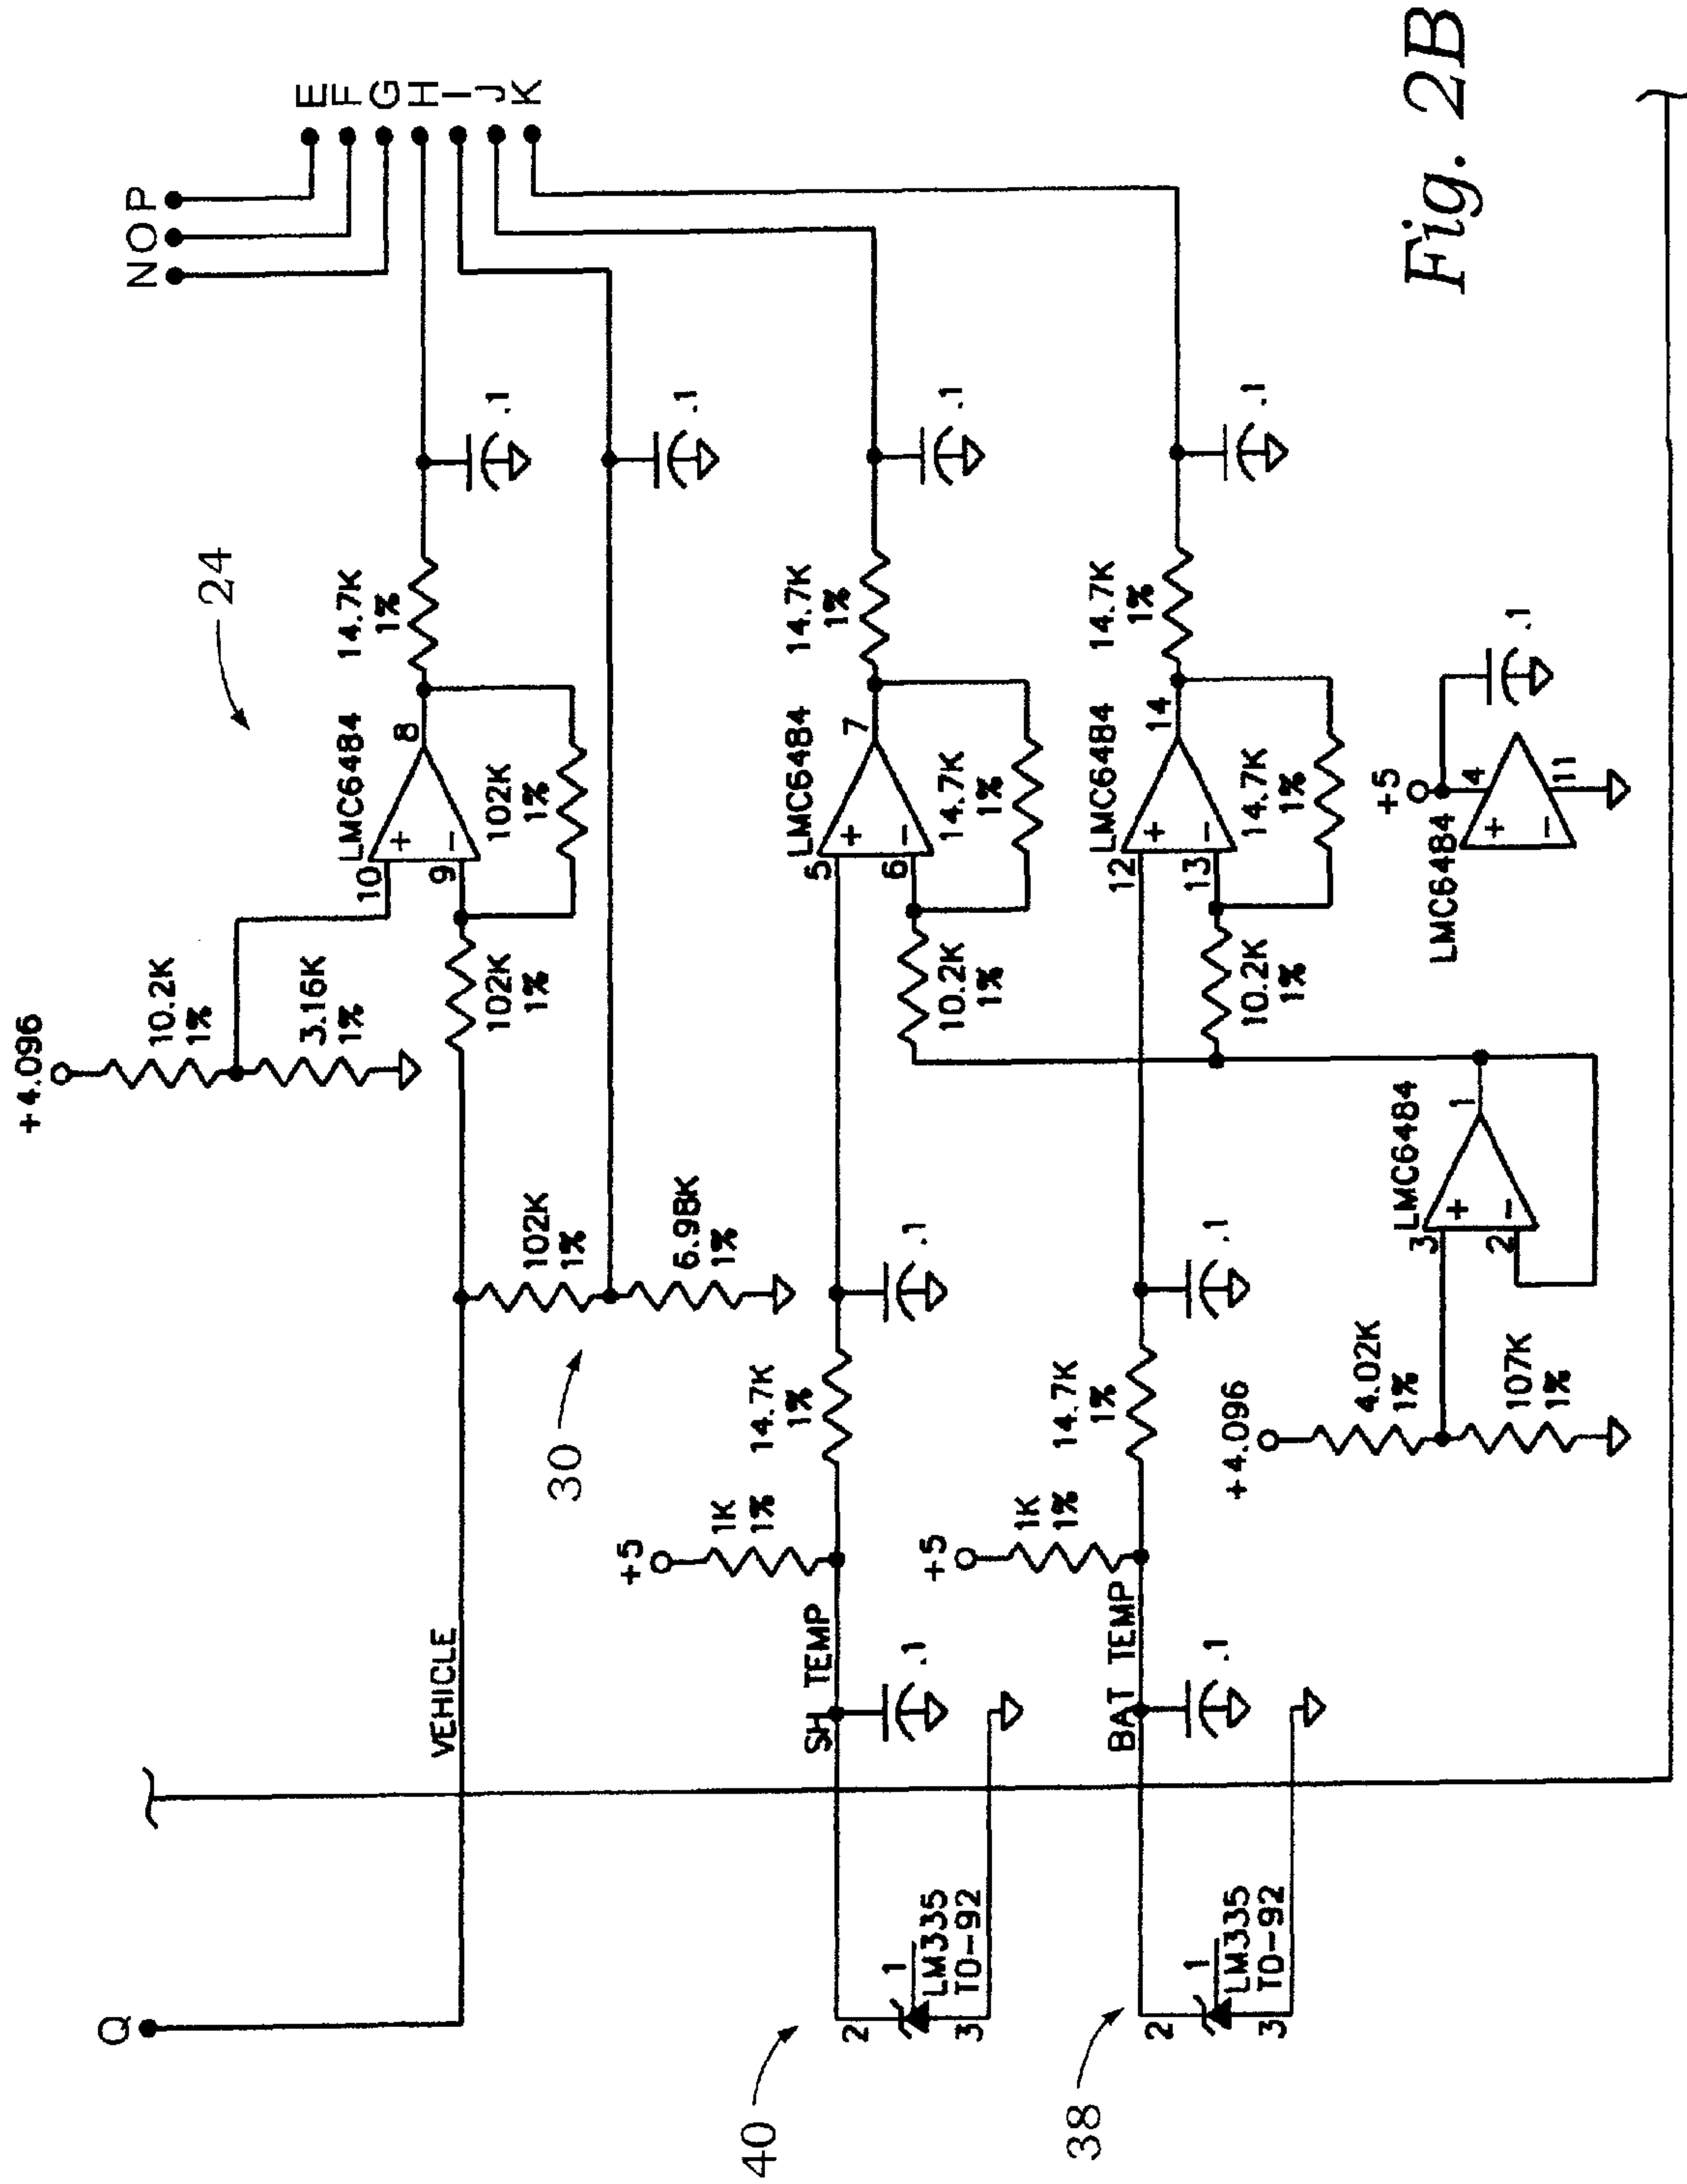 N O P
E
F
G
H
I
J
K
Q
+4.096
10.2K
1%
3.16K
1%
24
LMC6484
10
9
8
+
-
14.7K
1%
.1
102K
1%
102K
1%
VEHICLE
102K
1%
6.98K
1%
30
.1
+5
1K
1%
SH TEMP
.1
14.7K
1%
.1
LMC6484
5
6
7
+
-
14.7K
1%
.1
10.2K
1%
14.7K
1%
40
2
1
3
LM335
TO-92
+5
1K
1%
BAT TEMP
.1
14.7K
1%
.1
LMC6484
12
13
14
+
-
14.7K
1%
.1
10.2K
1%
14.7K
1%
38
2
1
3
LM335
TO-92
+4.096
4.02K
1%
107K
1%
LMC6484
3
2
1
+
-
+5
LMC6484
4
11
+
-
.1
Fig. 2B